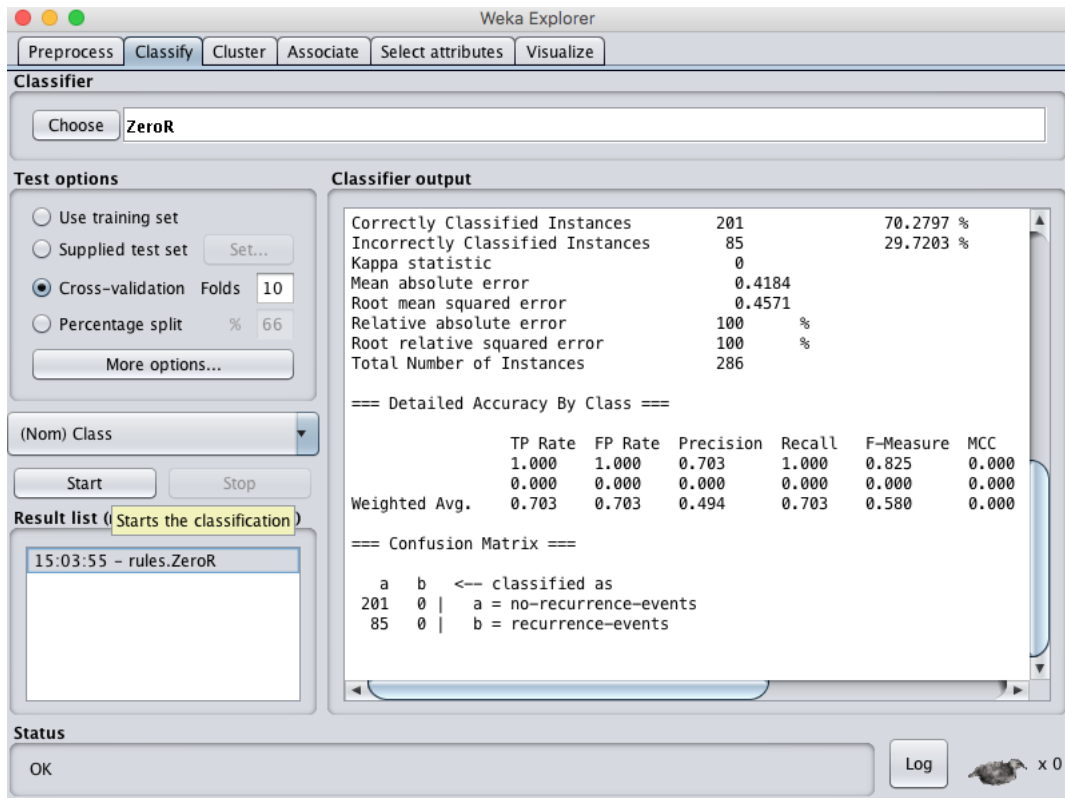 Weka Explorer
Preprocess Classify Cluster Associate Select attributes Visualize
Classifier
Choose ZeroR
Test options
Use training set
Supplied test set Set...
Cross-validation Folds 10
Percentage split % 66
More options...
(Nom) Class
Start Stop
Result list (r )
Starts the classification
15:03:55 – rules.ZeroR
Classifier output
Correctly Classified Instances 201 70.2797 %
Incorrectly Classified Instances 85 29.7203 %
Kappa statistic 0
Mean absolute error 0.4184
Root mean squared error 0.4571
Relative absolute error 100 %
Root relative squared error 100 %
Total Number of Instances 286
=== Detailed Accuracy By Class ===
TP Rate FP Rate Precision Recall F-Measure MCC
1.000 1.000 0.703 1.000 0.825 0.000
0.000 0.000 0.000 0.000 0.000 0.000
Weighted Avg. 0.703 0.703 0.494 0.703 0.580 0.000
=== Confusion Matrix ===
a b <-- classified as
201 0 | a = no-recurrence-events
85 0 | b = recurrence-events
Status
OK
Log
x 0